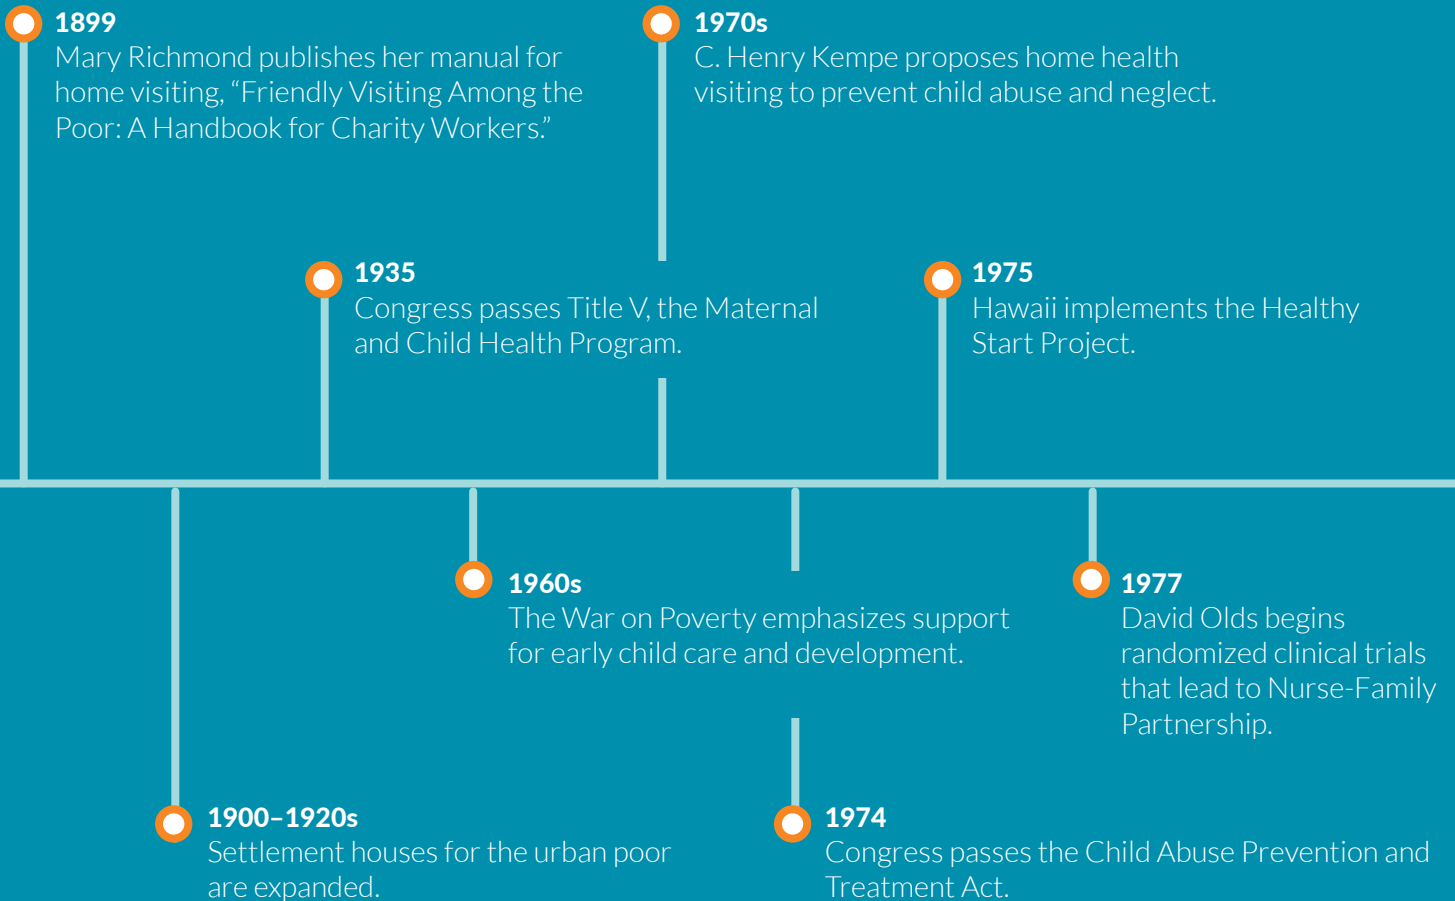 1899
Mary Richmond publishes her manual for
home visiting, “Friendly Visiting Among the
Poor: A Handbook for Charity Workers.”
1900–1920s
Settlement houses for the urban poor
are expanded.
1935
Congress passes Title V, the Maternal
and Child Health Program.
1960s
The War on Poverty emphasizes support
for early child care and development.
1970s
C. Henry Kempe proposes home health
visiting to prevent child abuse and neglect.
1974
Congress passes the Child Abuse Prevention and
Treatment Act.
1975
Hawaii implements the Healthy
Start Project.
1977
David Olds begins
randomized clinical trials
that lead to Nurse-Family
Partnership.